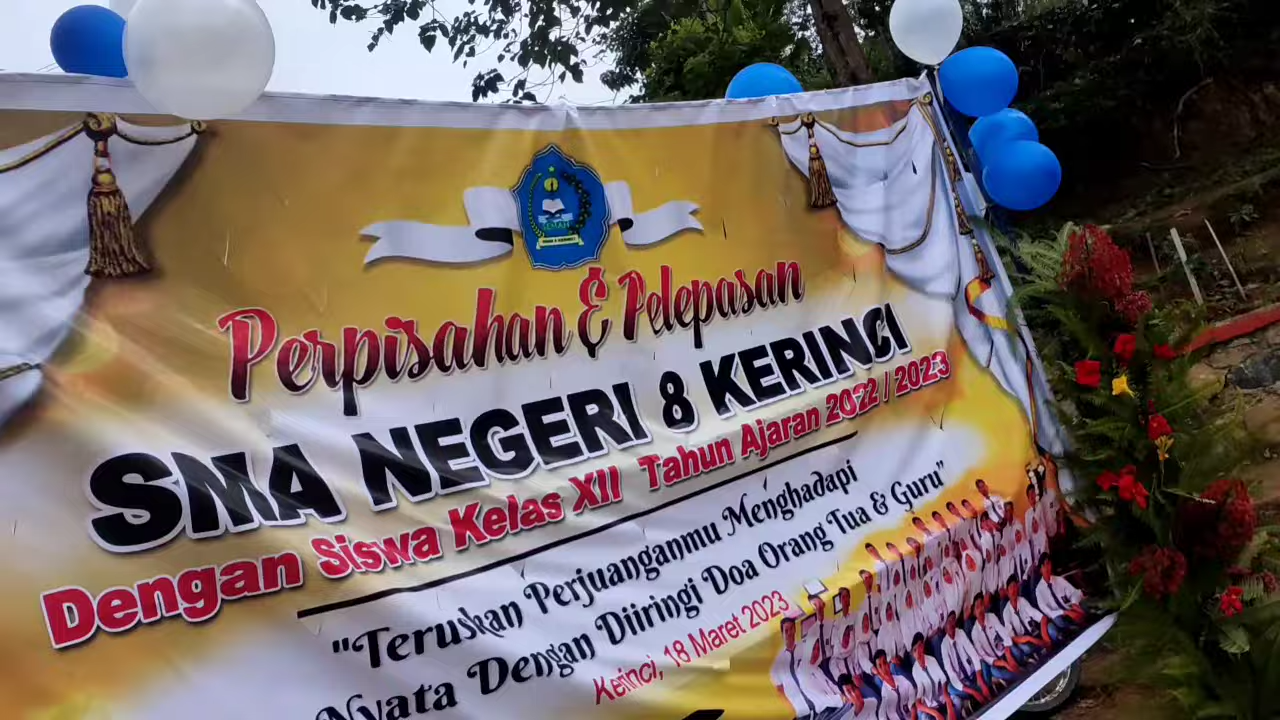 Perpisahan & Pelepasan
SMA NEGERI 8 KERINCI
Dengan Siswa Kelas XII Tahun Ajaran 2022 / 2023
"Teruskan Perjuanganmu Menghadapi
Nyata Dengan Diiringi Doa Orang Tua & Guru"
Kerinci, 18 Maret 2023